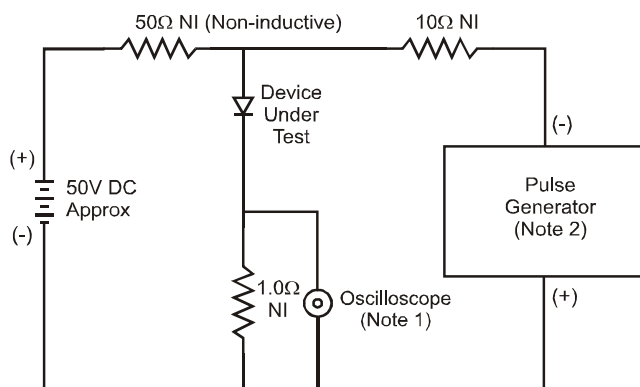 50Ω NI (Non-inductive)
10Ω NI
Device
Under
Test
(-)
(+)
50V DC
Approx
(-)
Pulse
Generator
(Note 2)
1.0Ω
NI
Oscilloscope
(Note 1)
(+)